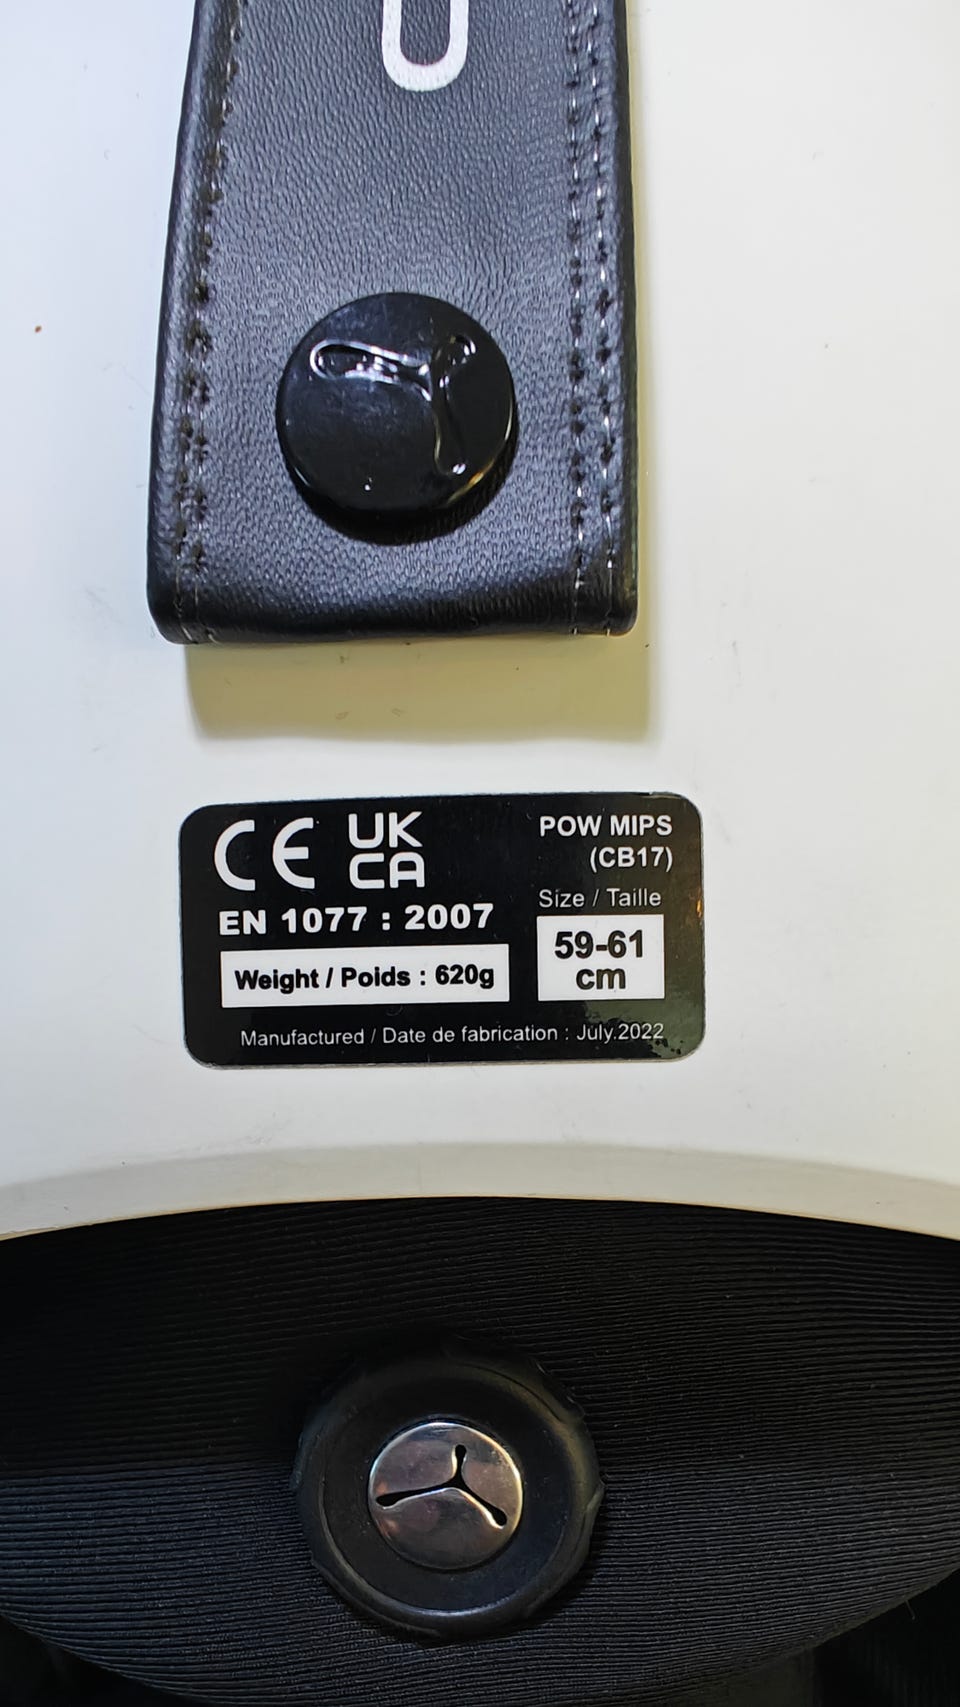 CE UK
CA
EN 1077 : 2007
Weight / Poids : 620g
POW MIPS
(CB17)
Size / Taille
59-61
cm
Manufactured / Date de fabrication : July.2022